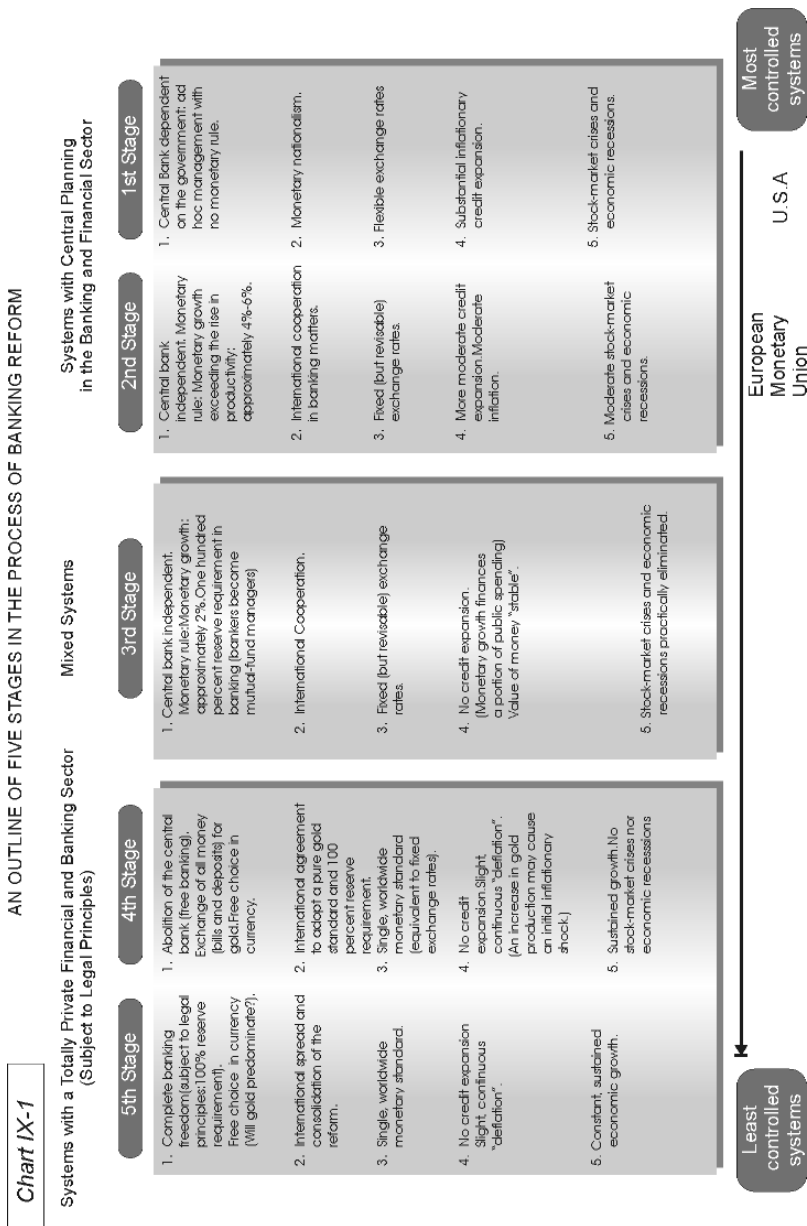 Chart IX-1
AN OUTLINE OF FIVE STAGES IN THE PROCESS OF BANKING REFORM
Systems with a Totally Private Financial and Banking Sector
(Subject to Legal Principles)
Mixed Systems
Systems with Central Planning
in the Banking and Financial Sector
5th Stage
1. Complete banking
freedom(subject to legal
principles:100% reserve
requirement).
Free choice in currency
(Will gold predominate?).
2. International spread and
consolidation of the
reform.
3. Single, worldwide
monetary standard.
4. No credit expansion
Slight, continuous
"deflation".
5. Constant, sustained
economic growth.
4th Stage
1. Abolition of the central
bank (free banking).
Exchange of all money
(bills and deposits) for
gold.Free choice in
currency.
2. International agreement
to adopt a pure gold
standard and 100
percent reserve
requirement.
3. Single, worldwide
monetary standard
(equivalent to fixed
exchange rates).
4. No credit
expansion.Slight,
continuous "deflation".
(An increase in gold
production may cause
an initial inflationary
shock.)
5. Sustained growth.No
stock-market crises nor
economic recesssions
3rd Stage
1. Central bank independent.
Monetary rule:Monetary growth:
approximately 2%.One hundred
percent reserve requirement in
banking (bankers become
mutual-fund managers)
2. International Cooperation.
3. Fixed (but revisable) exchange
rates.
4. No credit expansion.
(Monetary growth finances
a portion of public spending)
Value of money "stable".
5. Stock-market crises and economic
recessions practically eliminated.
2nd Stage
1. Central bank
independent. Monetary
rule: Monetary growth
exceeding the rise in
productivity:
approximately 4%-6%.
2. International cooperation
in banking matters.
3. Fixed (but revisable)
exchange rates.
4. More moderate credit
expansion.Moderate
inflation.
5. Moderate stock-market
crises and economic
recessions.
1st Stage
1. Central Bank dependent
on the government: ad
hoc management with
no monetary rule.
2. Monetary nationalism.
3. Flexible exchange rates
4. Substantial inflationary
credit expansion.
5. Stock-market crises and
economic recessions.
Least
controlled
systems
European
Monetary
Union
U.S.A
Most
controlled
systems